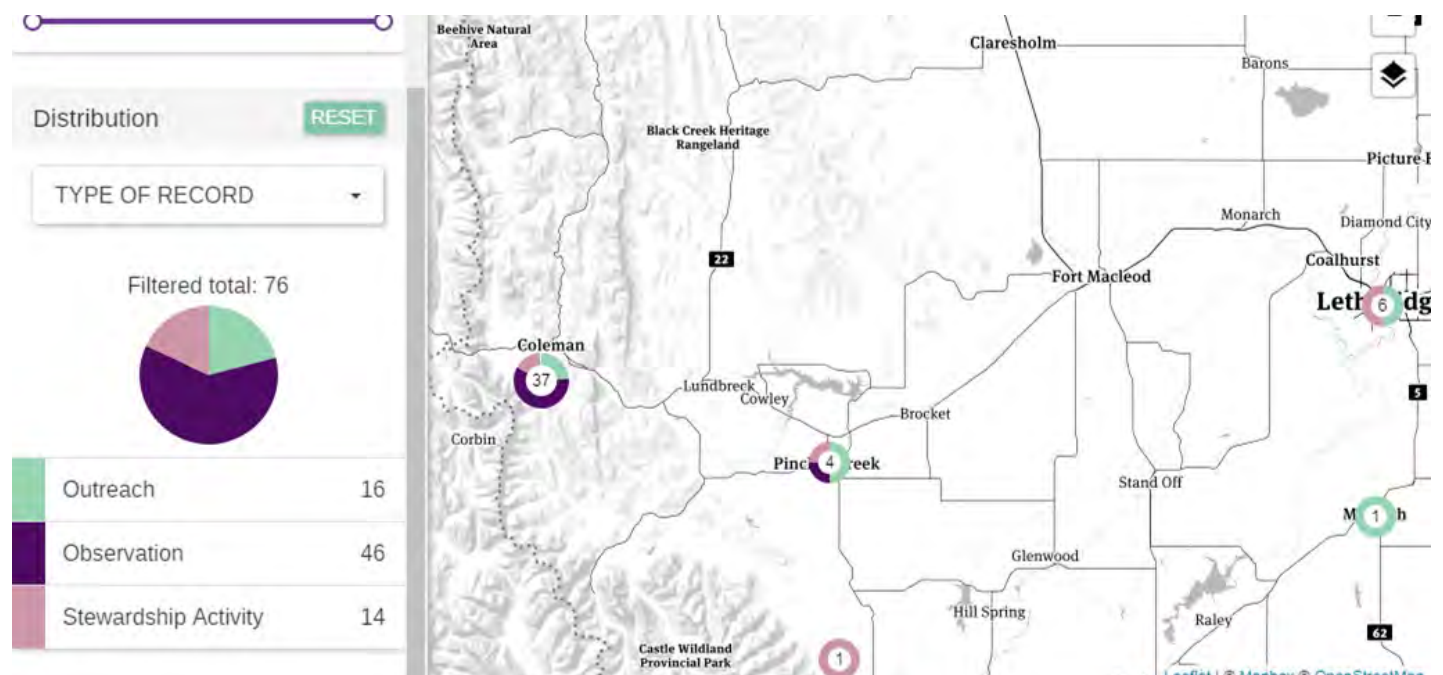 Distribution
RESET
TYPE OF RECORD
Filtered total: 76
Outreach 16
Observation 46
Stewardship Activity 14
Beehive Natural
Area
Claresholm
Barons
Black Creek Heritage
Rangeland
Monarch
Diamond City
22
Coalhurst
Fort Macleod
6
Coleman
37
Lundbreck
Cowley
5
Brocket
Corbin
4
Stand Off
1
Glenwood
Hill Spring
Raley
62
Castle Wildland
Provincial Park
1